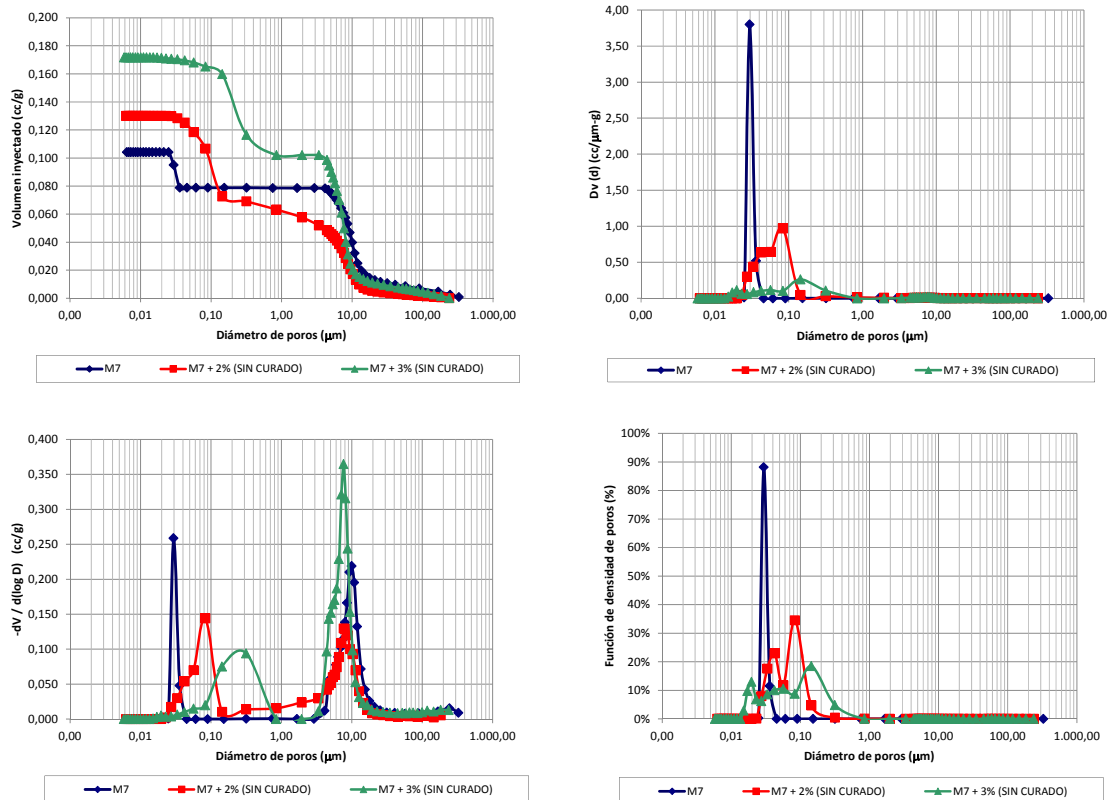 Volumen inyectado (cc/g)
0,200
0,180
0,160
0,140
0,120
0,100
0,080
0,060
0,040
0,020
0,000
0,00 0,01 0,10 1,00 10,00 100,00 1.000,00
Diámetro de poros (μm)
M7 M7 + 2% (SIN CURADO) M7 + 3% (SIN CURADO)
Dv (d) (cc/μm-g)
4,00
3,50
3,00
2,50
2,00
1,50
1,00
0,50
0,00
0,00 0,01 0,10 1,00 10,00 100,00 1.000,00
Diámetro de poros (μm)
M7 M7 + 2% (SIN CURADO) M7 + 3% (SIN CURADO)
-dV / d(log D) (cc/g)
0,400
0,350
0,300
0,250
0,200
0,150
0,100
0,050
0,000
0,00 0,01 0,10 1,00 10,00 100,00 1.000,00
Diámetro de poros (μm)
M7 M7 + 2% (SIN CURADO) M7 + 3% (SIN CURADO)
Función de densidad de poros (%)
100%
90%
80%
70%
60%
50%
40%
30%
20%
10%
0%
0,00 0,01 0,10 1,00 10,00 100,00 1.000,00
Diámetro de poros (μm)
M7 M7 + 2% (SIN CURADO) M7 + 3% (SIN CURADO)